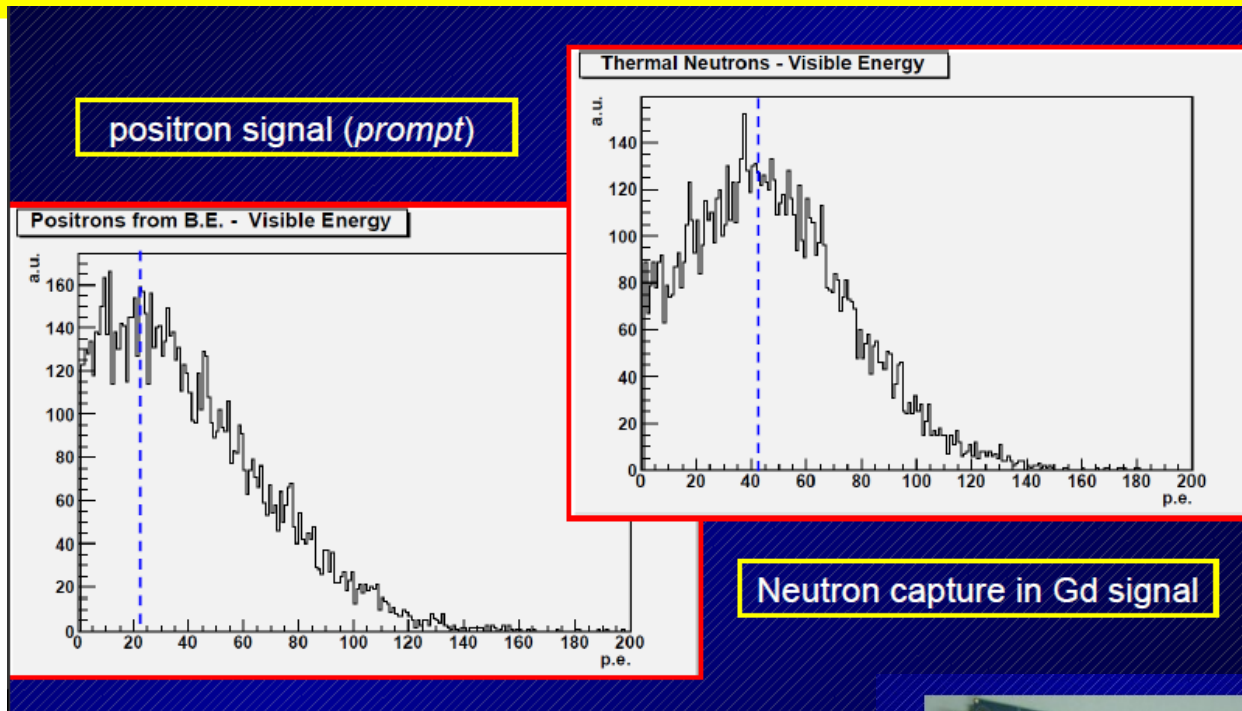 positron signal (prompt)
Thermal Neutrons - Visible Energy
a.u.
140
120
100
80
60
40
20
0
0 20 40 60 80 100 120 140 160 180 200
p.e.
Positrons from B.E. - Visible Energy
a.u.
160
140
120
100
80
60
40
20
0
0 20 40 60 80 100 120 140 160 180 200
p.e.
Neutron capture in Gd signal